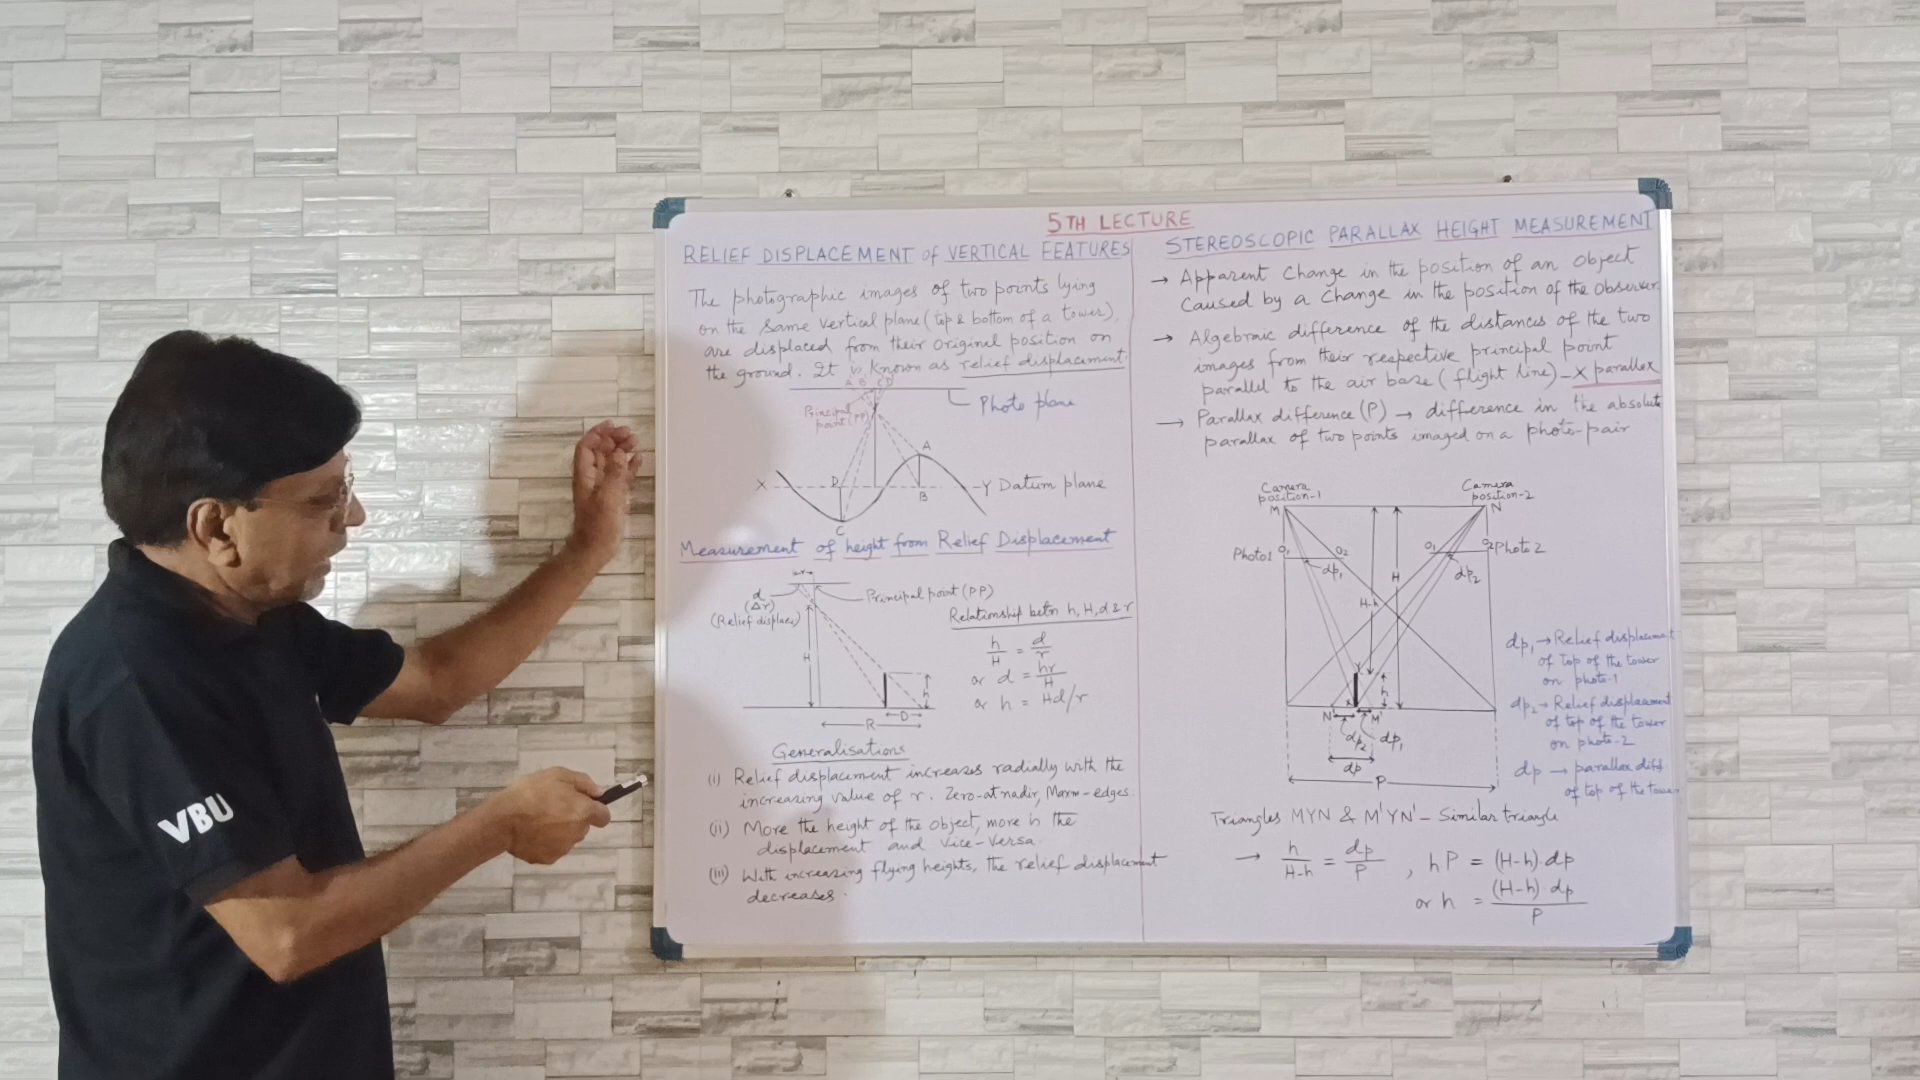 5TH LECTURE
RELIEF DISPLACEMENT of VERTICAL FEATURES
The photographic images of two points lying
on the same vertical plane (top & bottom of a tower),
are displaced from their original position on
the ground. It is known as relief displacement.
A B C D
Principal
point (PP)
Photo plane
A
X
D
B
Y Datum plane
C
Measurement of height from Relief Displacement
d
(Δr)
(Relief displac.)
Principal point (PP)
H
h
D
R
Relationship betn h, H, d & r
h/H = d/r
or d = hr/H
or h = Hd/r
Generalisations
(i) Relief displacement increases radially with the
increasing value of r. Zero-at nadir, Maxm-edges.
(ii) More the height of the object, more is the
displacement and vice-versa.
(iii) With increasing flying heights, the relief displacement
decreases.
STEREOSCOPIC PARALLAX HEIGHT MEASUREMENT
→ Apparent change in the position of an object
caused by a change in the position of the observer.
→ Algebraic difference of the distances of the two
images from their respective principal point
parallel to the air base (flight line) - X parallax
→ Parallax difference (P) → difference in the absolute
parallax of two points imaged on a photo-pair
Camera
position-1
M
Camera
position-2
N
Photo1
O1
O2
O1
O2
Photo 2
dp1
dp2
H
H-h
Y
h
N'
X
M'
dp2
dp1
dp
P
dp1 → Relief displacement
of top of the tower
on photo-1
dp2 → Relief displacement
of top of the tower
on photo-2
dp → parallax diff
of top of the tower
Triangles MYN & M'YN' - Similar triangle
→ h/H-h = dp/P , hP = (H-h).dp
or h = (H-h).dp/P
VBU